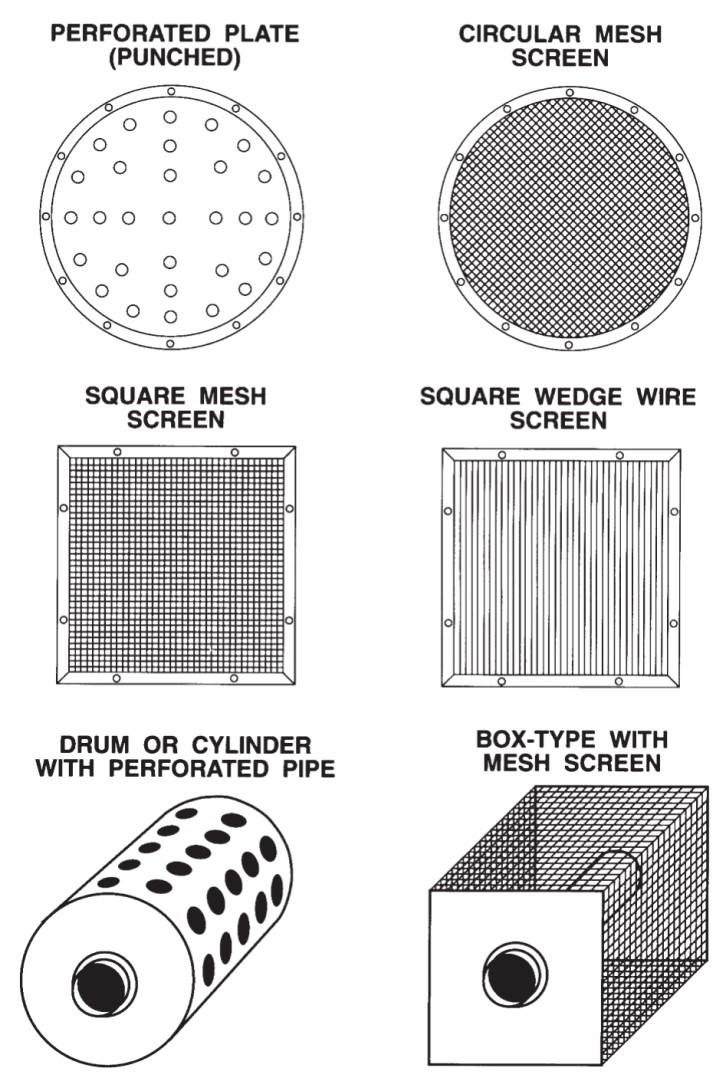 PERFORATED PLATE
(PUNCHED)
CIRCULAR MESH
SCREEN
SQUARE MESH
SCREEN
SQUARE WEDGE WIRE
SCREEN
DRUM OR CYLINDER
WITH PERFORATED PIPE
BOX-TYPE WITH
MESH SCREEN